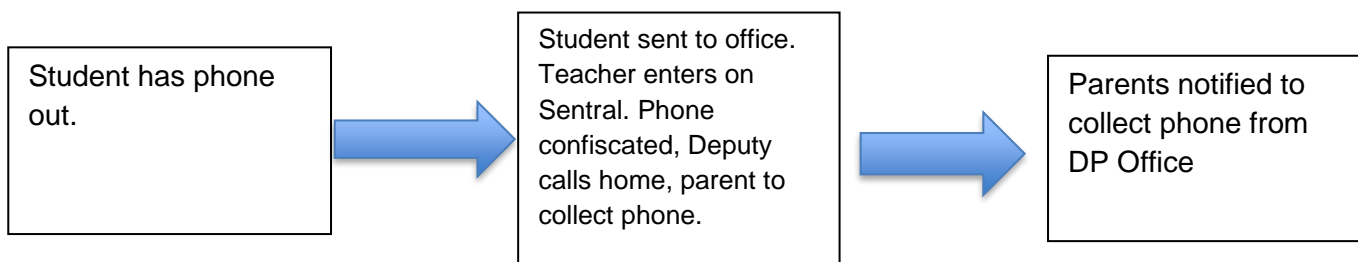 Student has phone
out.
Student sent to office.
Teacher enters on
Sentral. Phone
confiscated, Deputy
calls home, parent to
collect phone.
Parents notified to
collect phone from
DP Office